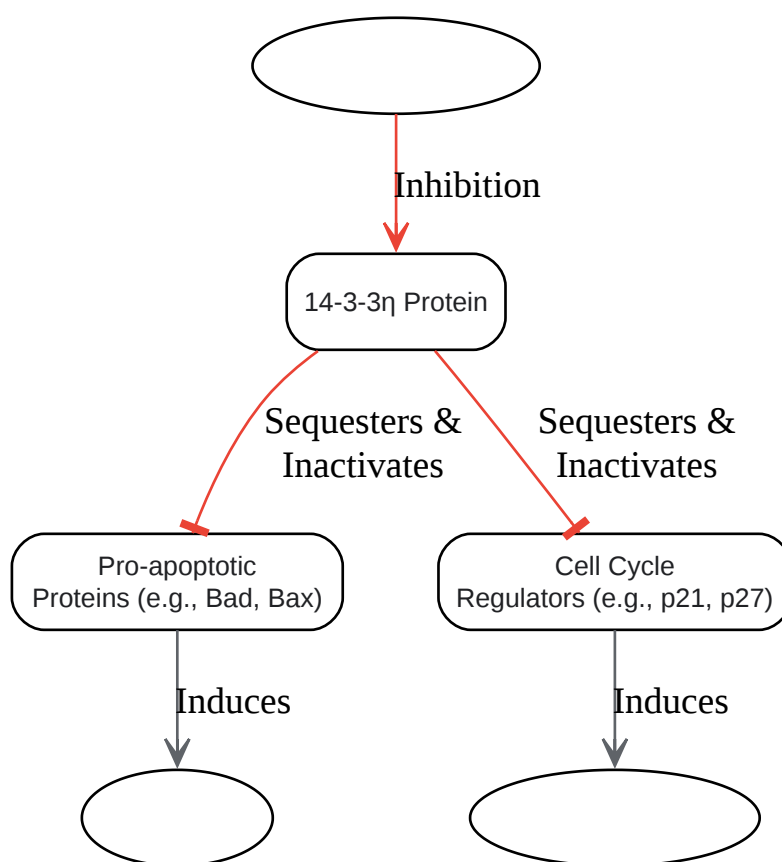 Inhibition
14-3-3η Protein
Sequesters &
Inactivates
Sequesters &
Inactivates
Pro-apoptotic
Proteins (e.g., Bad, Bax)
Cell Cycle
Regulators (e.g., p21, p27)
Induces
Induces